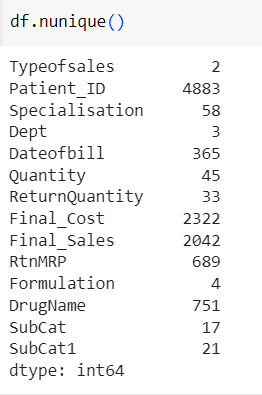 df.nunique()
Typeofsales 2
Patient_ID 4883
Specialisation 58
Dept 3
Dateofbill 365
Quantity 45
ReturnQuantity 33
Final_Cost 2322
Final_Sales 2042
RtnMRP 689
Formulation 4
DrugName 751
SubCat 17
SubCat1 21
dtype: int64